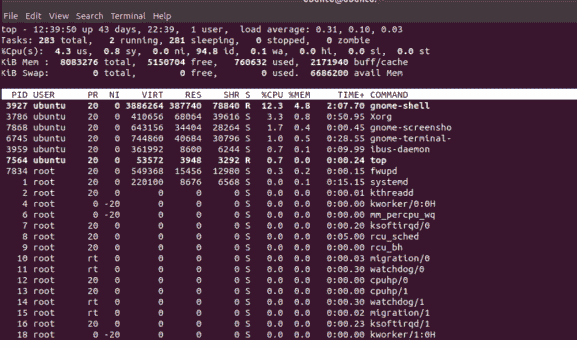 File Edit View Search Terminal Help
top - 12:39:50 up 43 days, 22:39, 1 user, load average: 0.31, 0.10, 0.03
Tasks: 283 total, 2 running, 281 sleeping, 0 stopped, 0 zombie
%Cpu(s): 4.3 us, 0.8 sy, 0.0 ni, 94.8 id, 0.1 wa, 0.0 hi, 0.0 si, 0.0 st
KiB Mem : 8083276 total, 5150704 free, 760632 used, 2171940 buff/cache
KiB Swap: 0 total, 0 free, 0 used. 6686200 avail Mem
PID USER PR NI VIRT RES SHR S %CPU %MEM TIME+ COMMAND
3927 ubuntu 20 0 3886264 387740 78840 R 12.3 4.8 2:07.70 gnome-shell
3786 ubuntu 20 0 410656 68064 39616 S 3.3 0.8 0:50.95 Xorg
7868 ubuntu 20 0 643156 34404 28264 S 1.7 0.4 0:00.45 gnome-screensho
6745 ubuntu 20 0 744860 40684 30796 S 1.0 0.5 0:28.55 gnome-terminal-
3959 ubuntu 20 0 361992 8600 6244 S 0.7 0.1 0:09.99 ibus-daemon
7564 ubuntu 20 0 53572 3948 3292 R 0.7 0.0 0:00.24 top
7834 root 20 0 549368 15456 12980 S 0.3 0.2 0:00.15 fwupd
1 root 20 0 220100 8676 6568 S 0.0 0.1 0:15.15 systemd
2 root 20 0 0 0 0 S 0.0 0.0 0:00.01 kthreadd
4 root 0 -20 0 0 0 S 0.0 0.0 0:00.00 kworker/0:0H
6 root 0 -20 0 0 0 S 0.0 0.0 0:00.00 mm_percpu_wq
7 root 20 0 0 0 0 S 0.0 0.0 0:00.20 ksoftirqd/0
8 root 20 0 0 0 0 S 0.0 0.0 0:05.00 rcu_sched
9 root 20 0 0 0 0 S 0.0 0.0 0:00.00 rcu_bh
10 root rt 0 0 0 0 S 0.0 0.0 0:00.03 migration/0
11 root rt 0 0 0 0 S 0.0 0.0 0:00.30 watchdog/0
12 root 20 0 0 0 0 S 0.0 0.0 0:00.00 cpuhp/0
13 root 20 0 0 0 0 S 0.0 0.0 0:00.00 cpuhp/1
14 root rt 0 0 0 0 S 0.0 0.0 0:00.30 watchdog/1
15 root rt 0 0 0 0 S 0.0 0.0 0:00.02 migration/1
16 root 20 0 0 0 0 S 0.0 0.0 0:00.23 ksoftirqd/1
18 root 0 -20 0 0 0 S 0.0 0.0 0:00.00 kworker/1:0H